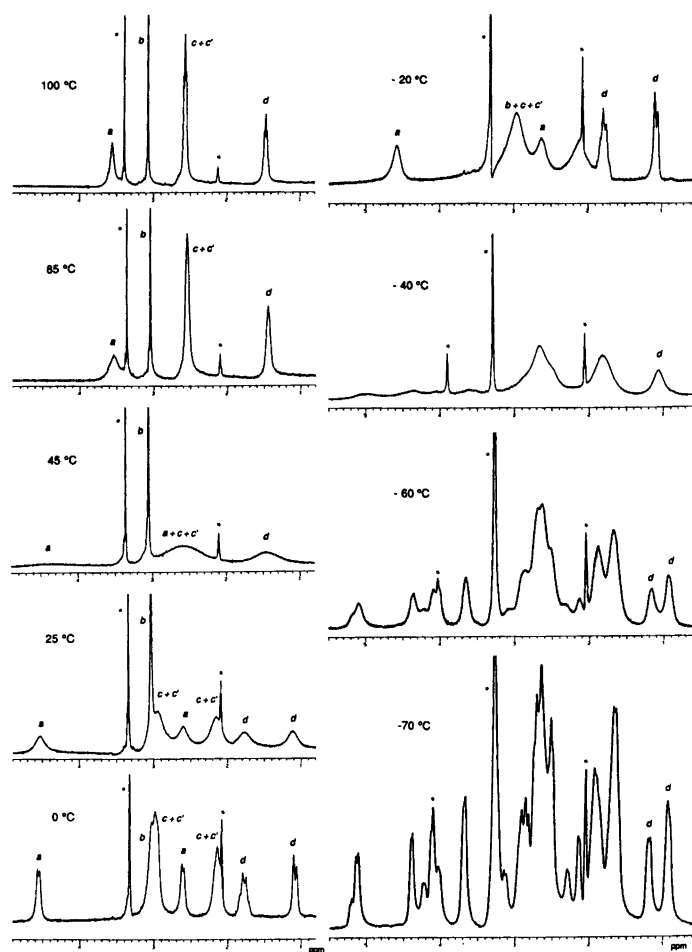 100 °C
a
*
b
c + c'
*
d
85 °C
a
*
b
c + c'
*
d
45 °C
a
*
b
a + c + c'
*
d
25 °C
a
*
b
c + c'
a
c + c'
*
d
d
0 °C
a
*
b
c + c'
a
c + c'
*
d
d
ppm
- 20 °C
a
*
b + c + c'
a
*
d
d
- 40 °C
*
*
*
d
- 60 °C
*
*
*
d
d
-70 °C
*
*
*
d
d
ppm